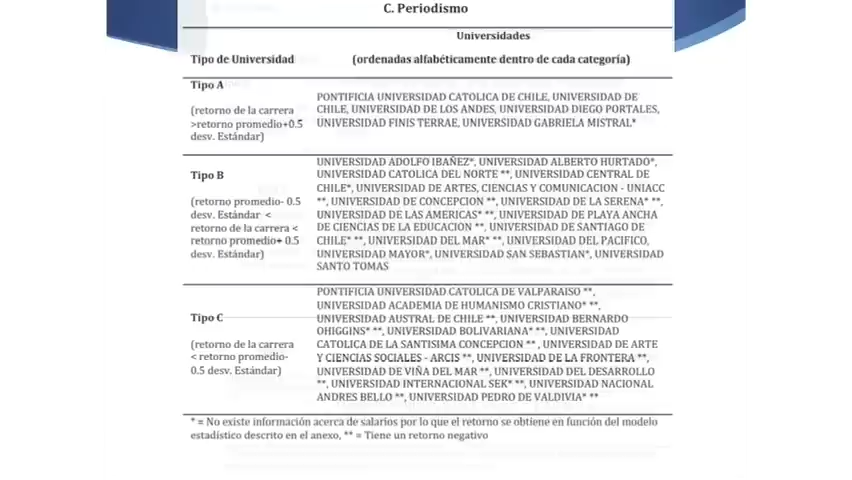 C. Periodismo
Universidades
Tipo de Universidad (ordenadas alfabéticamente dentro de cada categoría)
Tipo A
(retorno de la carrera
>retorno promedio+0.5
desv. Estándar)
PONTIFICIA UNIVERSIDAD CATOLICA DE CHILE, UNIVERSIDAD DE
CHILE, UNIVERSIDAD DE LOS ANDES, UNIVERSIDAD DIEGO PORTALES,
UNIVERSIDAD FINIS TERRAE, UNIVERSIDAD GABRIELA MISTRAL*
Tipo B
(retorno promedio- 0.5
desv. Estándar <
retorno de la carrera <
retorno promedio+ 0.5
desv. Estándar)
UNIVERSIDAD ADOLFO IBAÑEZ*, UNIVERSIDAD ALBERTO HURTADO*,
UNIVERSIDAD CATOLICA DEL NORTE **, UNIVERSIDAD CENTRAL DE
CHILE*, UNIVERSIDAD DE ARTES, CIENCIAS Y COMUNICACION - UNIACC
**, UNIVERSIDAD DE CONCEPCION **, UNIVERSIDAD DE LA SERENA* **,
UNIVERSIDAD DE LAS AMERICAS* **, UNIVERSIDAD DE PLAYA ANCHA
DE CIENCIAS DE LA EDUCACION **, UNIVERSIDAD DE SANTIAGO DE
CHILE* **, UNIVERSIDAD DEL MAR* **, UNIVERSIDAD DEL PACIFICO,
UNIVERSIDAD MAYOR*, UNIVERSIDAD SAN SEBASTIAN*, UNIVERSIDAD
SANTO TOMAS
Tipo C
(retorno de la carrera
< retorno promedio-
0.5 desv. Estándar)
PONTIFICIA UNIVERSIDAD CATOLICA DE VALPARAISO **,
UNIVERSIDAD ACADEMIA DE HUMANISMO CRISTIANO* **,
UNIVERSIDAD AUSTRAL DE CHILE **, UNIVERSIDAD BERNARDO
OHIGGINS* **, UNIVERSIDAD BOLIVARIANA* **, UNIVERSIDAD
CATOLICA DE LA SANTISIMA CONCEPCION ** , UNIVERSIDAD DE ARTE
Y CIENCIAS SOCIALES - ARCIS **, UNIVERSIDAD DE LA FRONTERA **,
UNIVERSIDAD DE VIÑA DEL MAR **, UNIVERSIDAD DEL DESARROLLO
**, UNIVERSIDAD INTERNACIONAL SEK* **, UNIVERSIDAD NACIONAL
ANDRES BELLO **, UNIVERSIDAD PEDRO DE VALDIVIA* **
* = No existe información acerca de salarios por lo que el retorno se obtiene en función del modelo
estadístico descrito en el anexo, ** = Tiene un retorno negativo